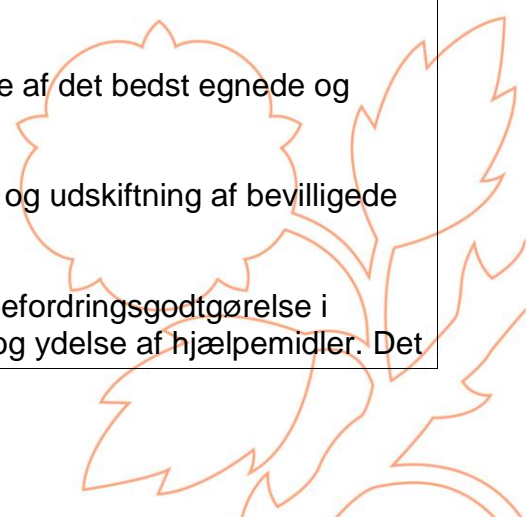 e af det bedst egnede og
og udskiftning af bevilligede
efordringsgodtgørelse i
og ydelse af hjælpemidler. Det